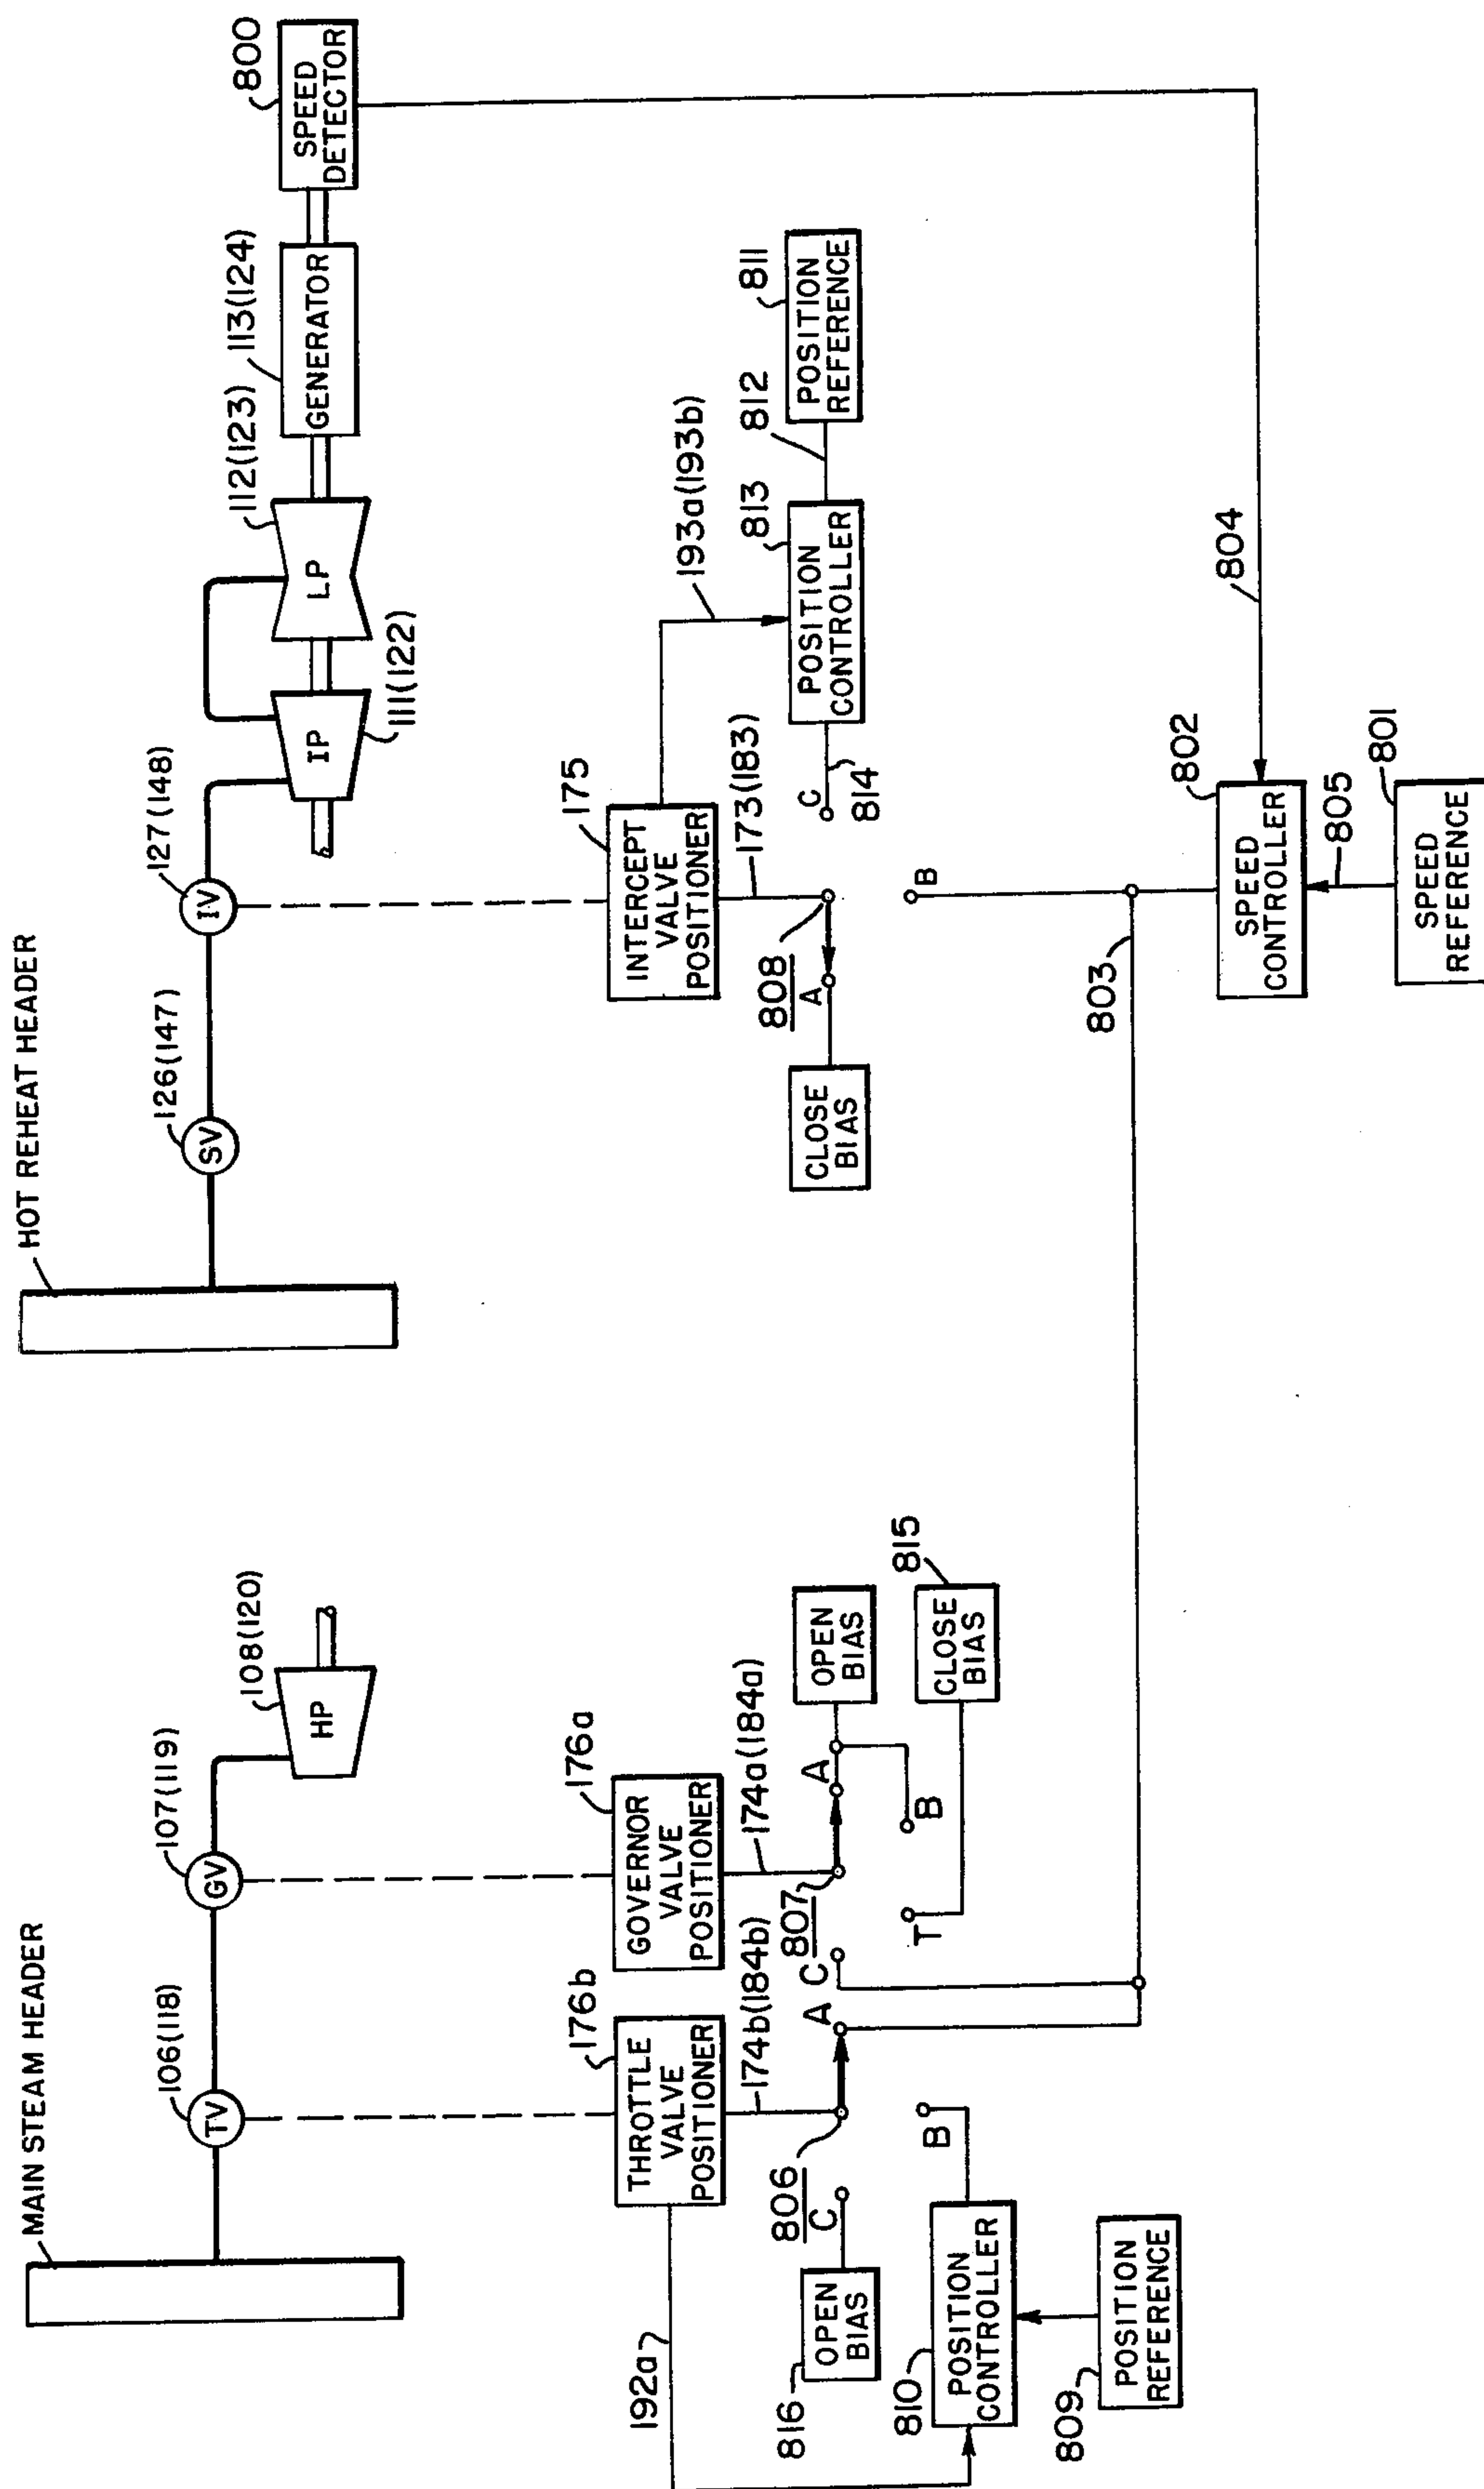 MAIN STEAM HEADER
HOT REHEAT HEADER
106(118)
TV
107(119)
GV
108(120)
HP
126(147)
SV
127(148)
IV
IP
111(122)
LP
112(123)
113(124)
GENERATOR
800
SPEED
DETECTOR
176b
THROTTLE
VALVE
POSITIONER
176a
GOVERNOR
VALVE
POSITIONER
175
INTERCEPT
VALVE
POSITIONER
192a
174b(184b)
174a(184a)
173(183)
193a(193b)
816
OPEN
BIAS
C
806
A
B
C
807
A
B
T
OPEN
BIAS
815
CLOSE
BIAS
CLOSE
BIAS
A
808
C
814
B
813
POSITION
CONTROLLER
812
811
POSITION
REFERENCE
810
POSITION
CONTROLLER
809
POSITION
REFERENCE
803
802
SPEED
CONTROLLER
804
805
801
SPEED
REFERENCE